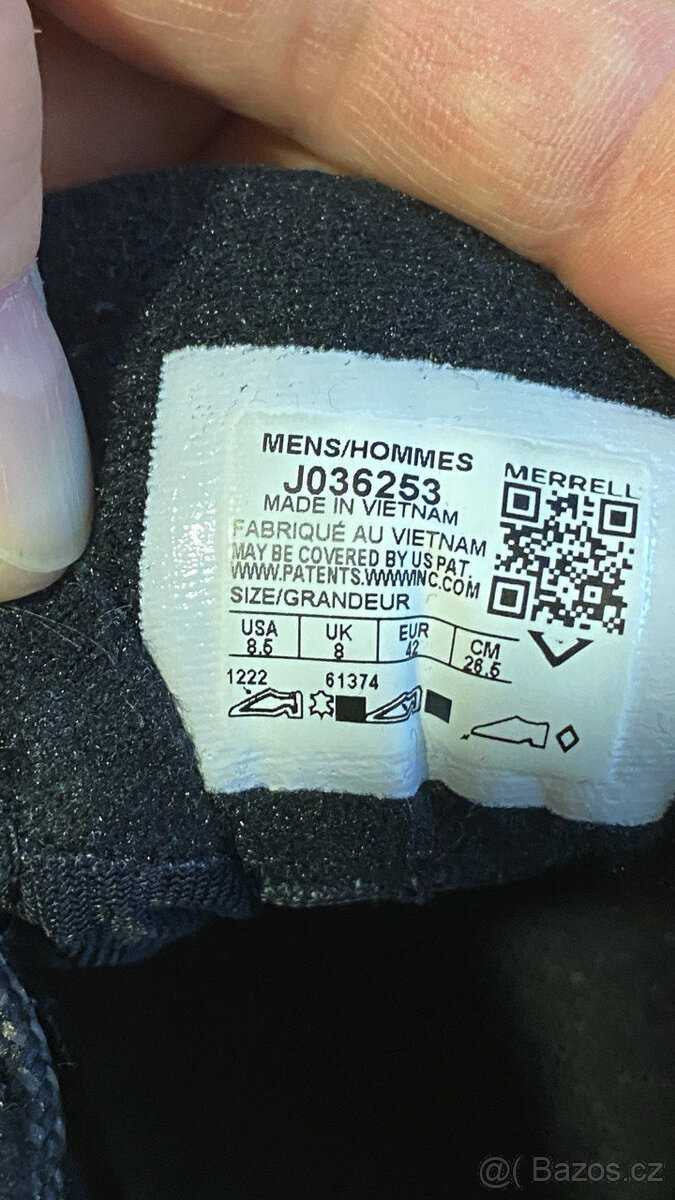 MENS/HOMMES
J036253
MADE IN VIETNAM
FABRIQUÉ AU VIETNAM
MAY BE COVERED BY US PAT.
WWW.PATENTS.WWWINC.COM
SIZE/GRANDEUR
USA UK EUR CM
8.5 8 42 26.5
1222 61374
MERRELL
@( Bazos.cz